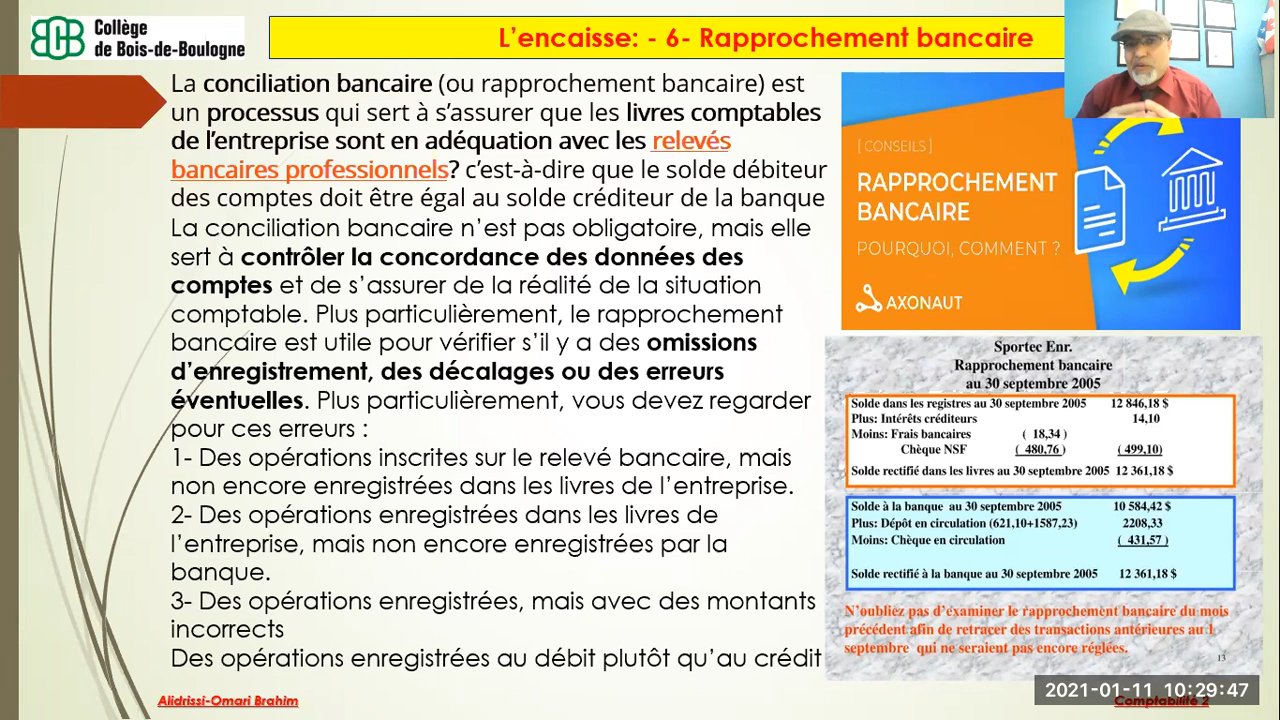 Collège
de Bois-de-Boulogne
L'encaisse: - 6- Rapprochement bancaire
La conciliation bancaire (ou rapprochement bancaire) est
un processus qui sert à s'assurer que les livres comptables
de l'entreprise sont en adéquation avec les relevés
bancaires professionnels? c'est-à-dire que le solde débiteur
des comptes doit être égal au solde créditeur de la banque
La conciliation bancaire n'est pas obligatoire, mais elle
sert à contrôler la concordance des données des
comptes et de s'assurer de la réalité de la situation
comptable. Plus particulièrement, le rapprochement
bancaire est utile pour vérifier s'il y a des omissions
d'enregistrement, des décalages ou des erreurs
éventuelles. Plus particulièrement, vous devez regarder
pour ces erreurs :
1- Des opérations inscrites sur le relevé bancaire, mais
non encore enregistrées dans les livres de l'entreprise.
2- Des opérations enregistrées dans les livres de
l'entreprise, mais non encore enregistrées par la
banque.
3- Des opérations enregistrées, mais avec des montants
incorrects
Des opérations enregistrées au débit plutôt qu'au crédit
[ CONSEILS ]
RAPPROCHEMENT
BANCAIRE
POURQUOI, COMMENT ?
AXONAUT
Sportec Enr.
Rapprochement bancaire
au 30 septembre 2005
Solde dans les registres au 30 septembre 2005 12 846,18 $
Plus: Intérêts créditeurs 14,10
Moins: Frais bancaires ( 18,34 )
Chèque NSF ( 480,76 ) ( 499,10)
Solde rectifié dans les livres au 30 septembre 2005 12 361,18 $
Solde à la banque au 30 septembre 2005 10 584,42 $
Plus: Dépôt en circulation (621,10+1587,23) 2208,33
Moins: Chèque en circulation ( 431,57 )
Solde rectifié à la banque au 30 septembre 2005 12 361,18 $
N'oubliez pas d'examiner le rapprochement bancaire du mois
précédent afin de retracer des transactions antérieures au 1
septembre qui ne seraient pas encore réglées.
13
Alidrissi-Omari Brahim
Comptabilité 2
2021-01-11 10:29:47